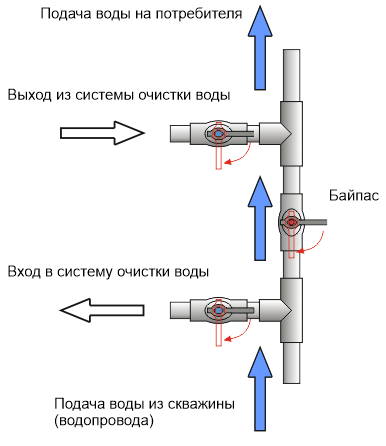 Подача воды на потребителя
Выход из системы очистки воды
Байпас
Вход в систему очистки воды
Подача воды из скважины
(водопровода)